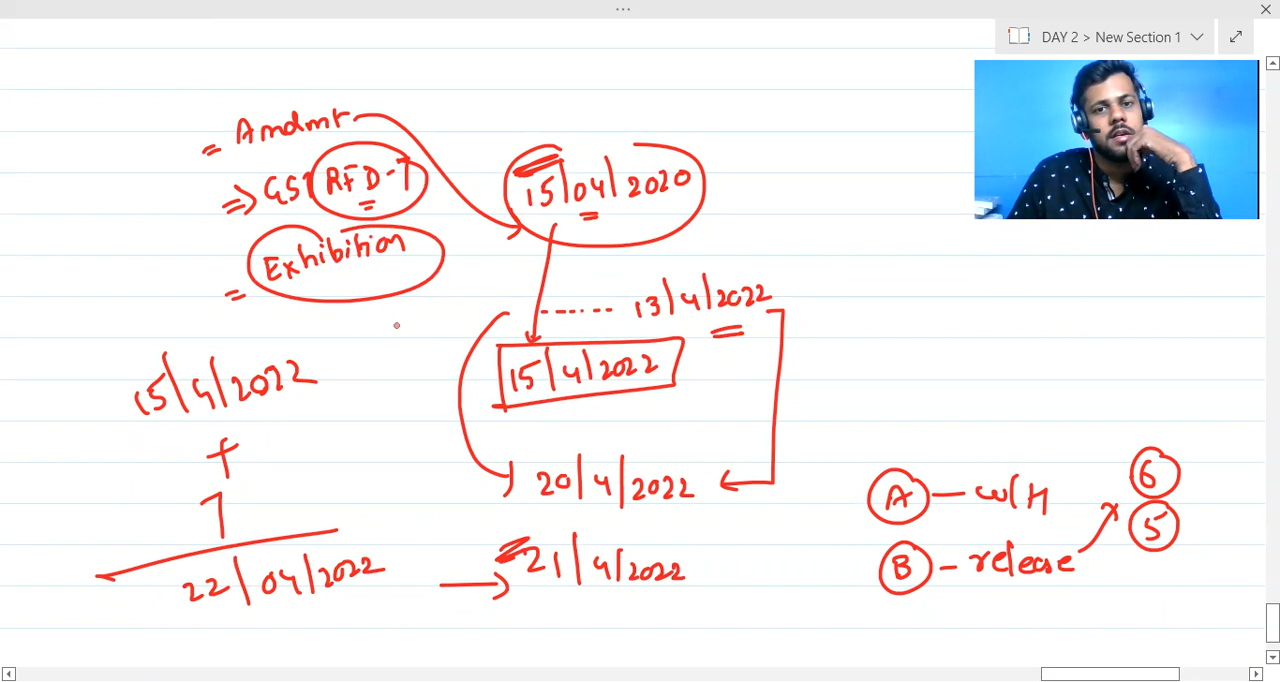 DAY 2 > New Section 1
= Amdmt
⇒ GST RFD-7
= Exhibition
15/04/2020
...... 13/4/2022
15/4/2022
20/4/2022
21/4/2022
15/4/2022
+
7
22/04/2022
A - W/H
B - release
6
5